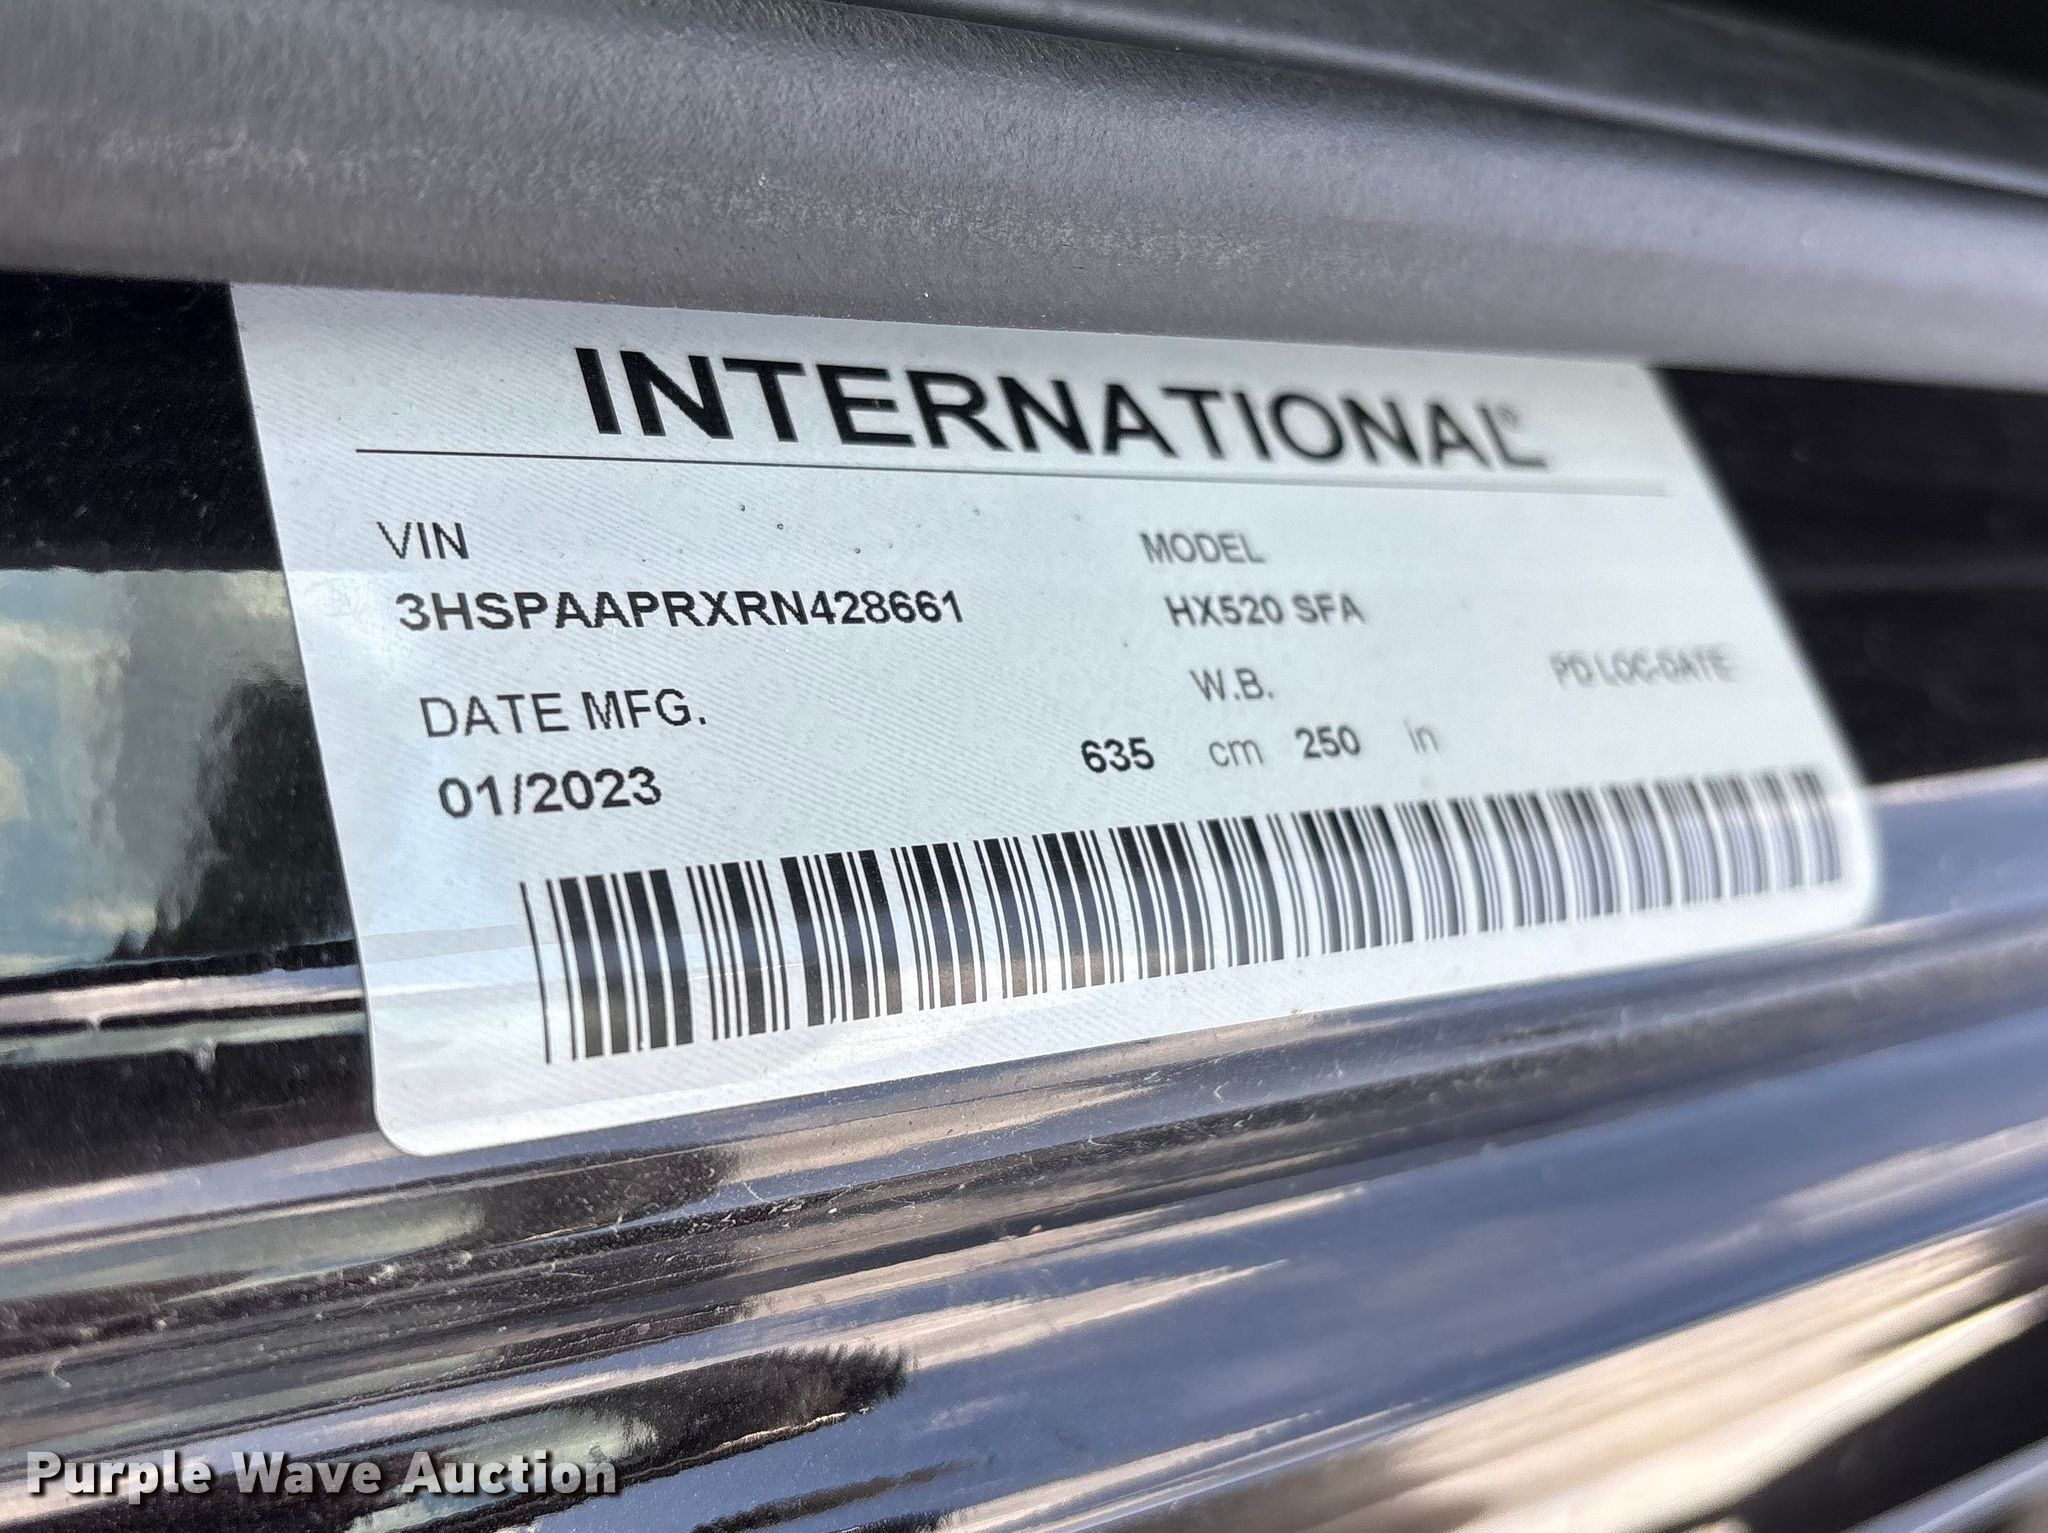 INTERNATIONAL®
VIN
MODEL
3HSPAAPRXRN428661
HX520 SFA
DATE MFG.
W.B.
PD LOC-DATE
01/2023
635 cm 250 in
Purple Wave Auction